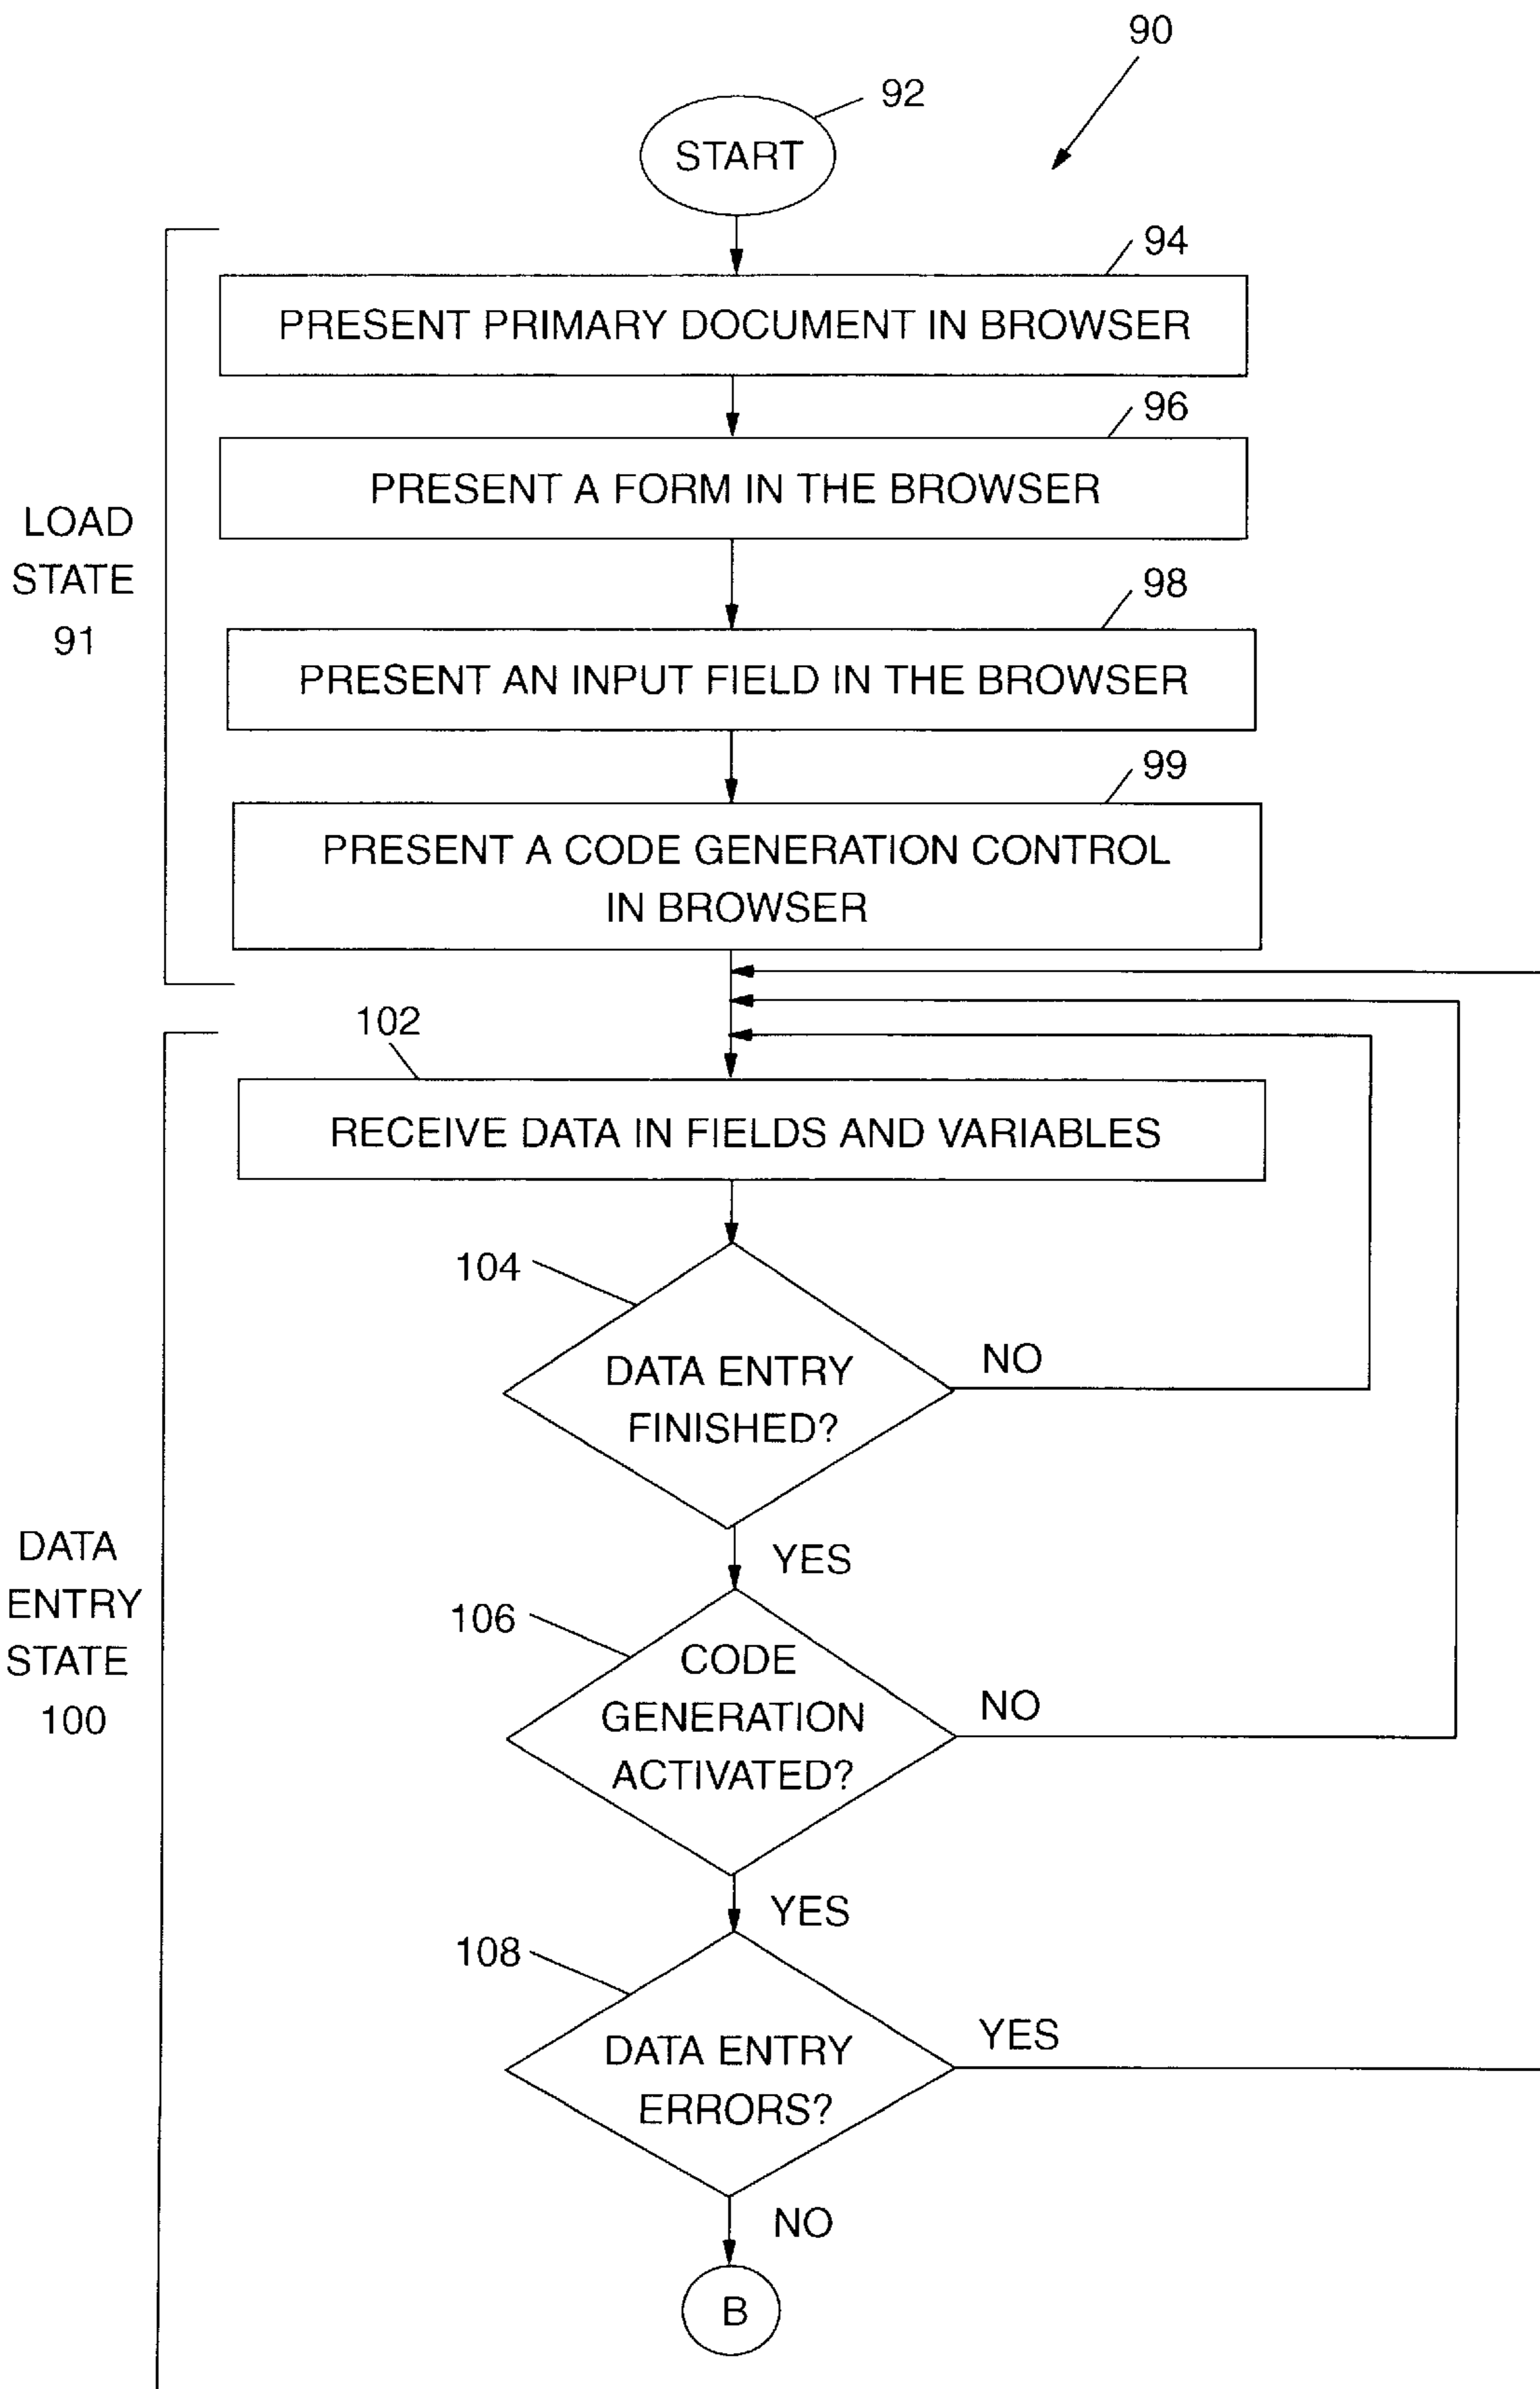 90
92
START
94
PRESENT PRIMARY DOCUMENT IN BROWSER
96
PRESENT A FORM IN THE BROWSER
LOAD
STATE
91
98
PRESENT AN INPUT FIELD IN THE BROWSER
99
PRESENT A CODE GENERATION CONTROL
IN BROWSER
102
RECEIVE DATA IN FIELDS AND VARIABLES
104
DATA ENTRY
FINISHED?
NO
YES
DATA
ENTRY
STATE
100
106
CODE
GENERATION
ACTIVATED?
NO
YES
108
DATA ENTRY
ERRORS?
YES
NO
B